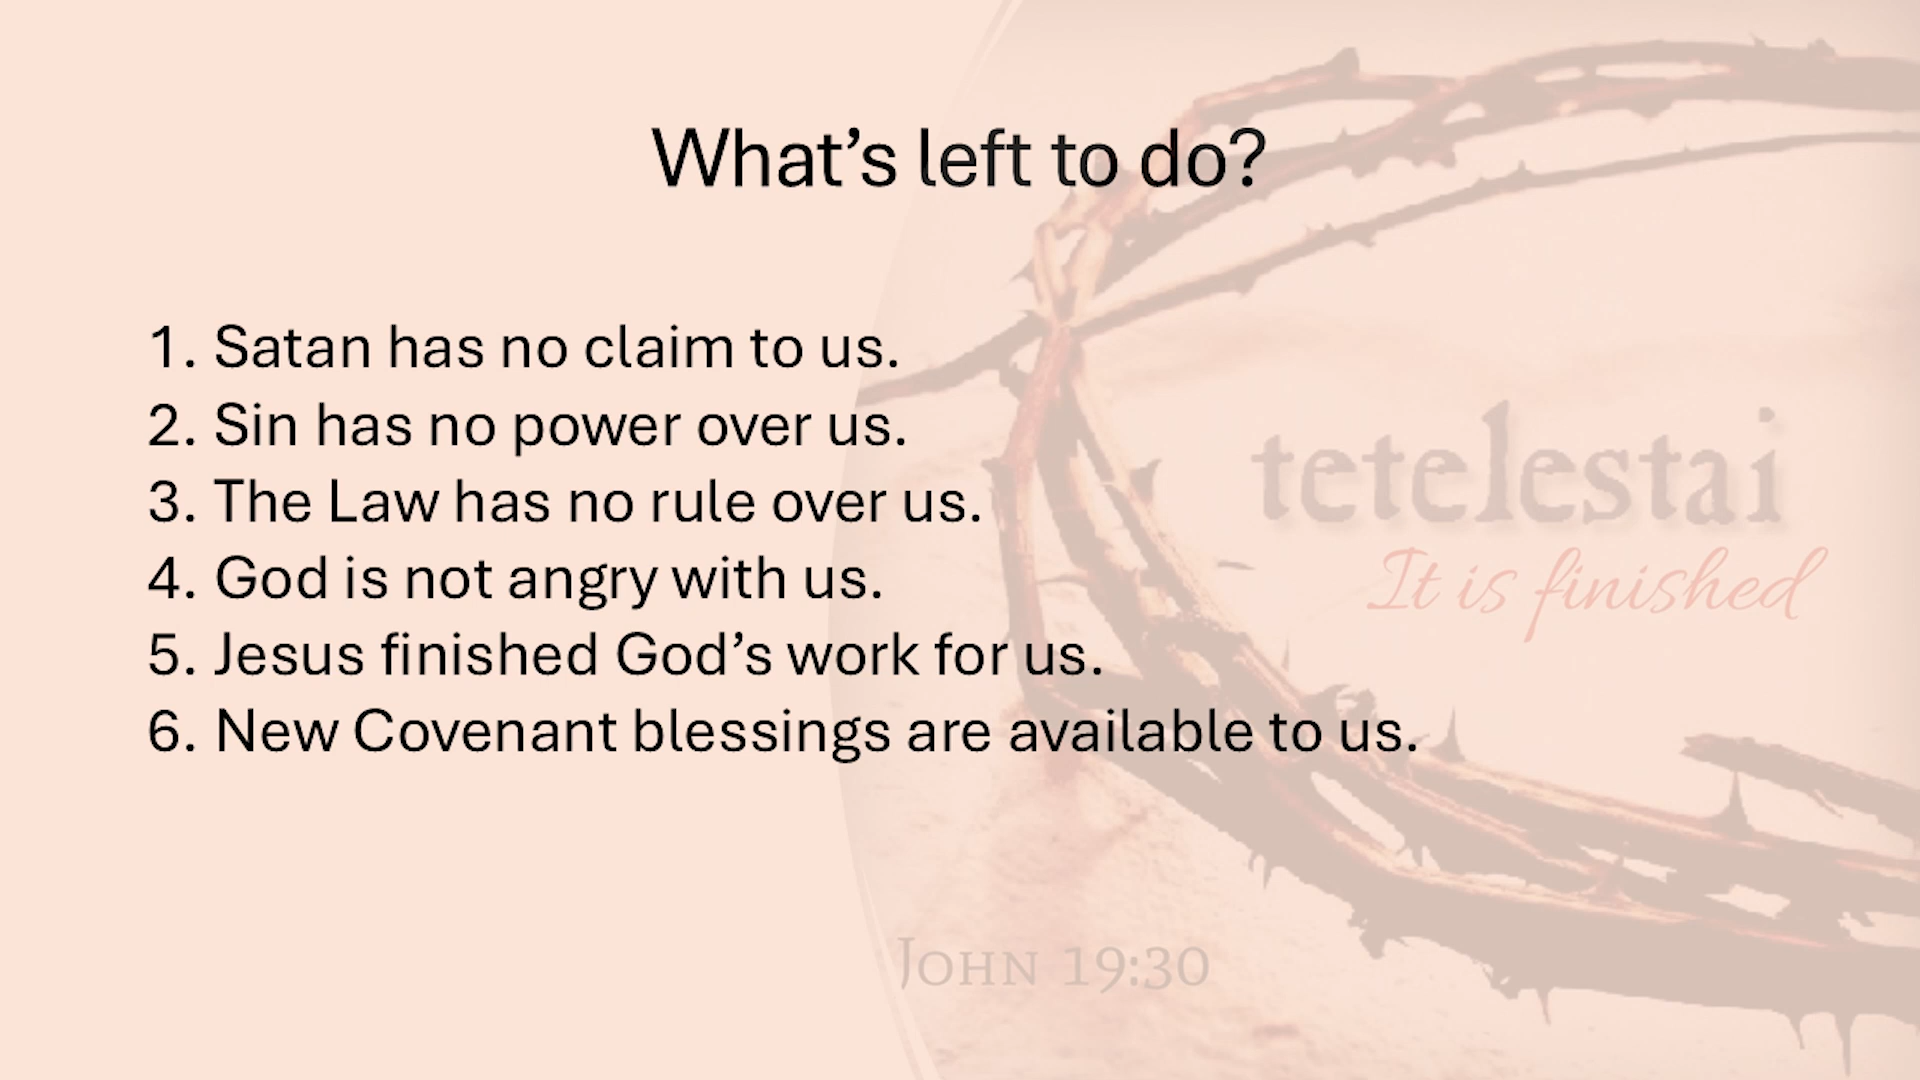 What’s left to do?
1. Satan has no claim to us.
2. Sin has no power over us.
3. The Law has no rule over us.
4. God is not angry with us.
5. Jesus finished God’s work for us.
6. New Covenant blessings are available to us.
tetelestai
It is finished
John 19:30